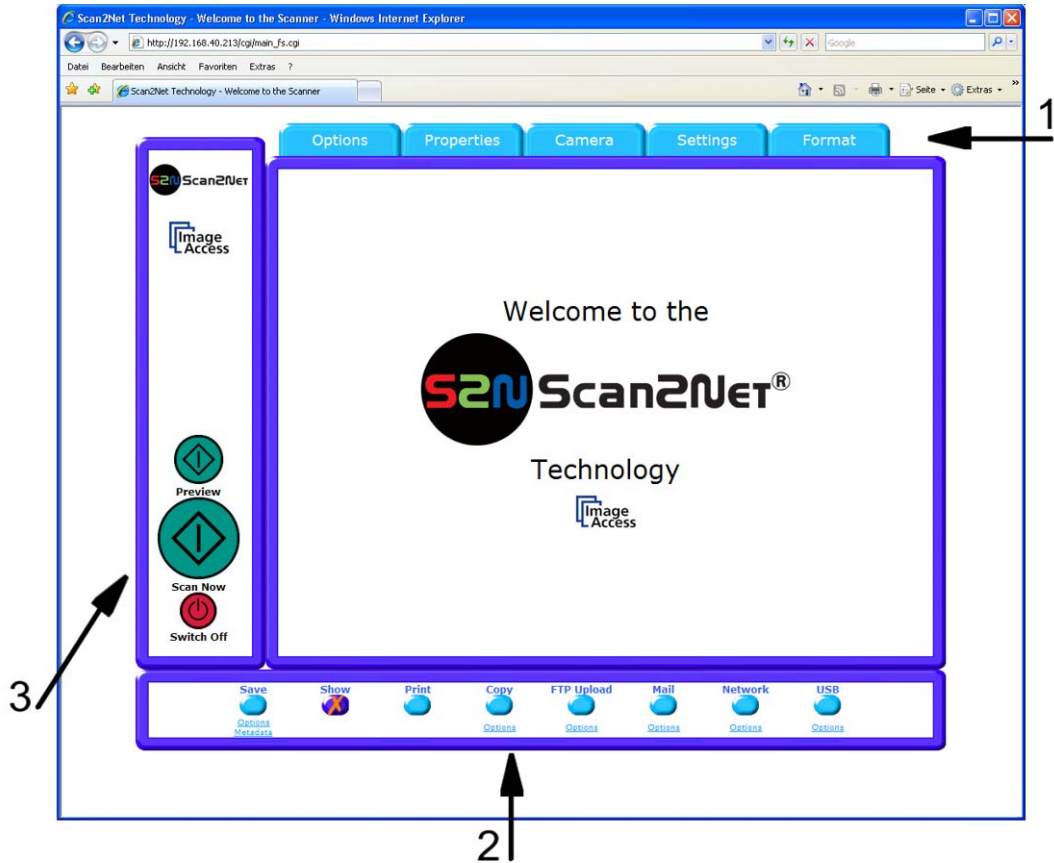 Scan2Net Technology - Welcome to the Scanner - Windows Internet Explorer
http://192.168.40.213/cgi/main_fs.cgi
Google
Datei Bearbeiten Ansicht Favoriten Extras ?
Scan2Net Technology - Welcome to the Scanner
Seite Extras »
1
Options Properties Camera Settings Format
S2N Scan2Net
Image
Access
Welcome to the
S2N Scan2Net®
Technology
Image
Access
Preview
Scan Now
Switch Off
3
Save Show Print Copy FTP Upload Mail Network USB
Options Options Options Options Options Options
Metadata
2